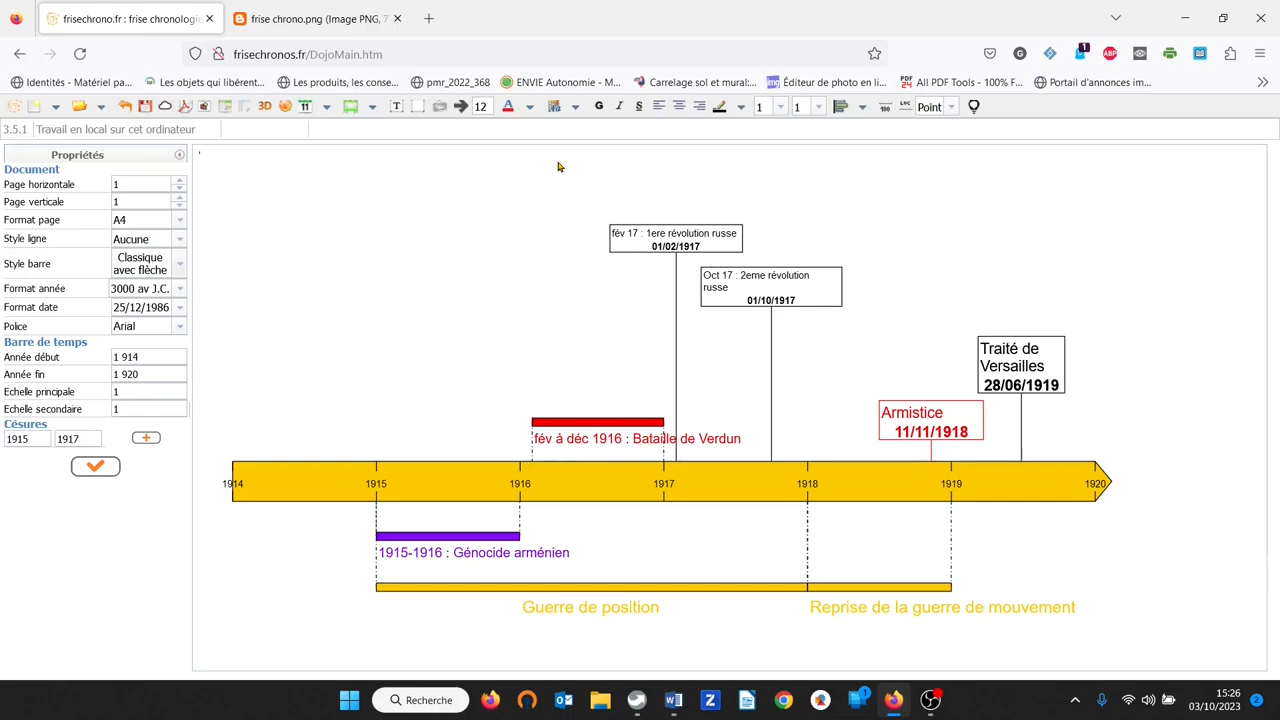 frisechrono.fr : frise chronologic
frise chrono.png (Image PNG, 7
frisechronos.fr/DojoMain.htm
Identités - Matériel pa...
Les objets qui libèrent...
Les produits, les conse...
pmr_2022_368
ENVIE Autonomie - M...
Carrelage sol et mural:...
Éditeur de photo en li...
All PDF Tools - 100% F...
Portail d'annonces im...
3D
11
12
1
1
Point
3.5.1
Travail en local sur cet ordinateur
Propriétés
Document
Page horizontale
1
Page verticale
1
Format page
A4
Style ligne
Aucune
Style barre
Classique
avec flèche
Format année
3000 av J.C.
Format date
25/12/1986
Police
Arial
Barre de temps
Année début
1 914
Année fin
1 920
Echelle principale
1
Echelle secondaire
1
Césures
1915
1917
fév 17 : 1ere révolution russe
01/02/1917
Oct 17 : 2eme révolution
russe
01/10/1917
Traité de
Versailles
28/06/1919
Armistice
11/11/1918
fév à déc 1916 : Bataille de Verdun
1914
1915
1916
1917
1918
1919
1920
1915-1916 : Génocide arménien
Guerre de position
Reprise de la guerre de mouvement
Recherche
15:26
03/10/2023